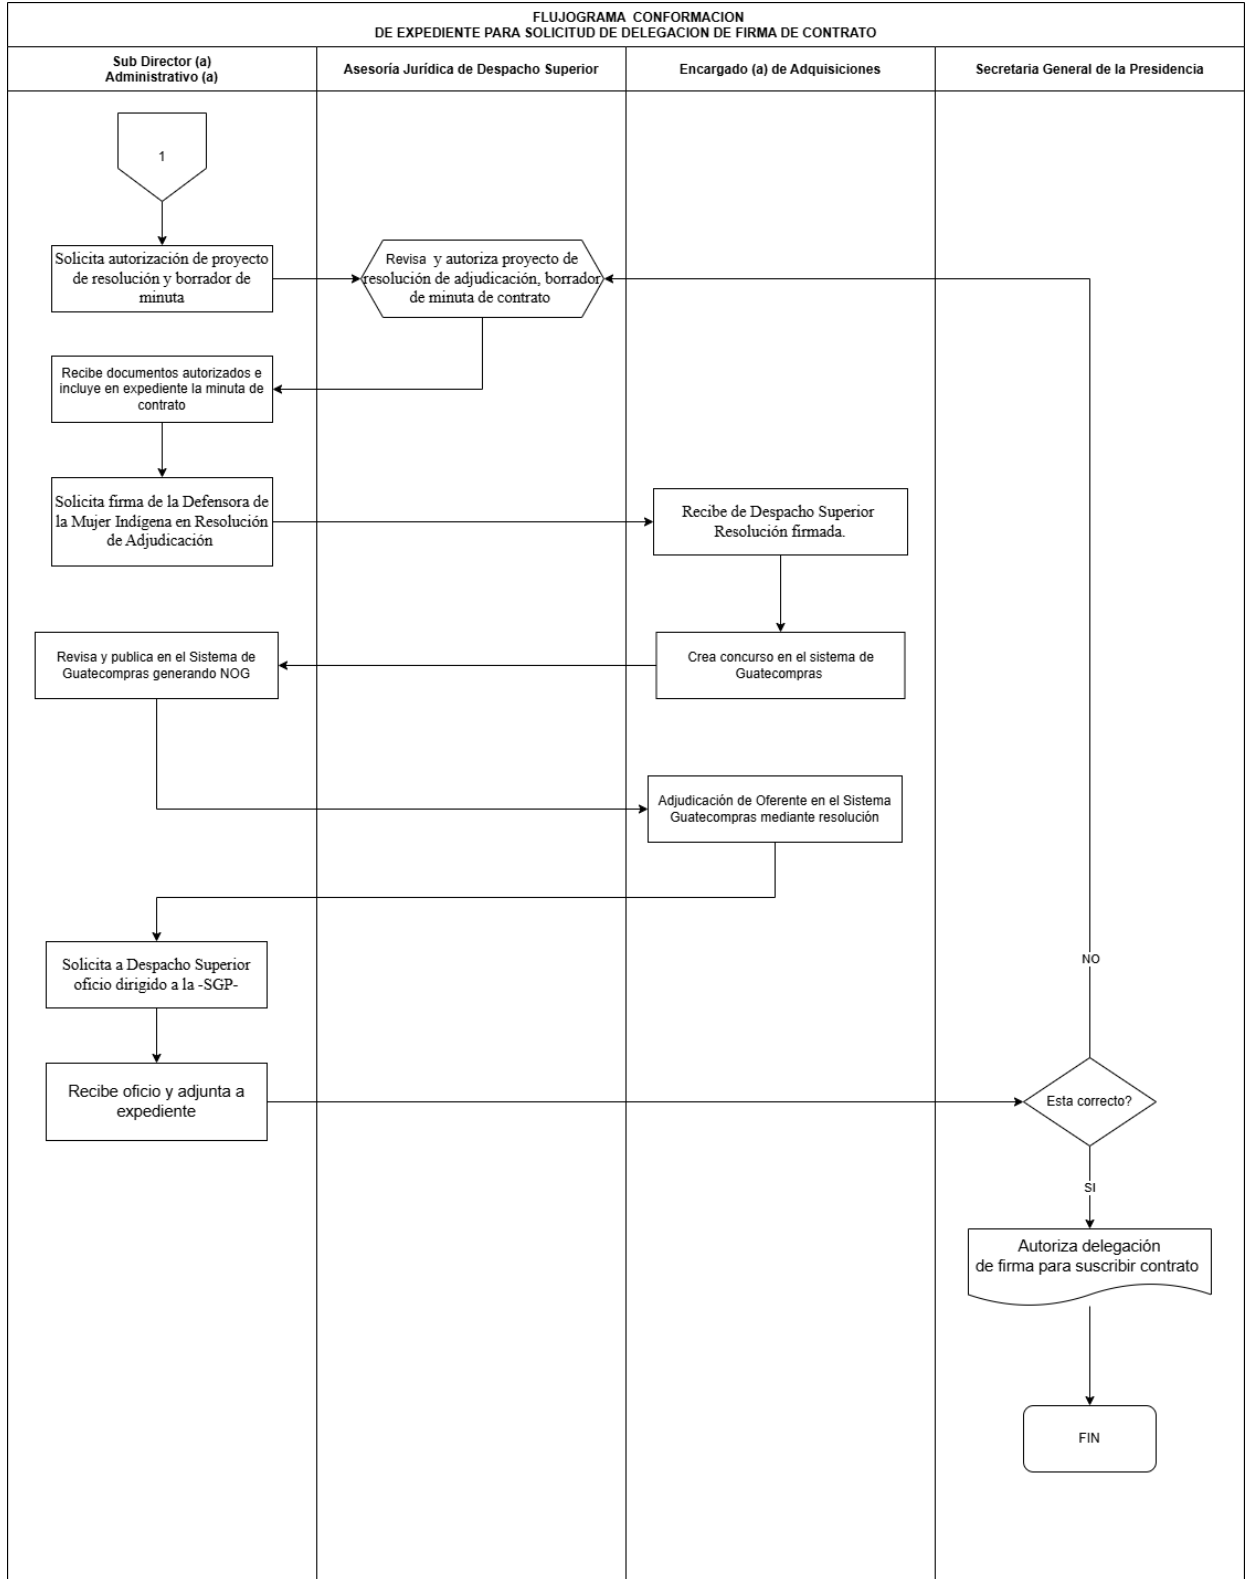 FLUJOGRAMA CONFORMACION
DE EXPEDIENTE PARA SOLICITUD DE DELEGACION DE FIRMA DE CONTRATO
Sub Director (a)
Administrativo (a)
Asesoría Jurídica de Despacho Superior
Encargado (a) de Adquisiciones
Secretaria General de la Presidencia
1
Solicita autorización de proyecto
de resolución y borrador de
minuta
Revisa y autoriza proyecto de
resolución de adjudicación, borrador
de minuta de contrato
Recibe documentos autorizados e
incluye en expediente la minuta de
contrato
Solicita firma de la Defensora de
la Mujer Indígena en Resolución
de Adjudicación
Recibe de Despacho Superior
Resolución firmada.
Revisa y publica en el Sistema de
Guatecompras generando NOG
Crea concurso en el sistema de
Guatecompras
Adjudicación de Oferente en el Sistema
Guatecompras mediante resolución
Solicita a Despacho Superior
oficio dirigido a la -SGP-
NO
Recibe oficio y adjunta a
expediente
Esta correcto?
SI
Autoriza delegación
de firma para suscribir contrato
FIN